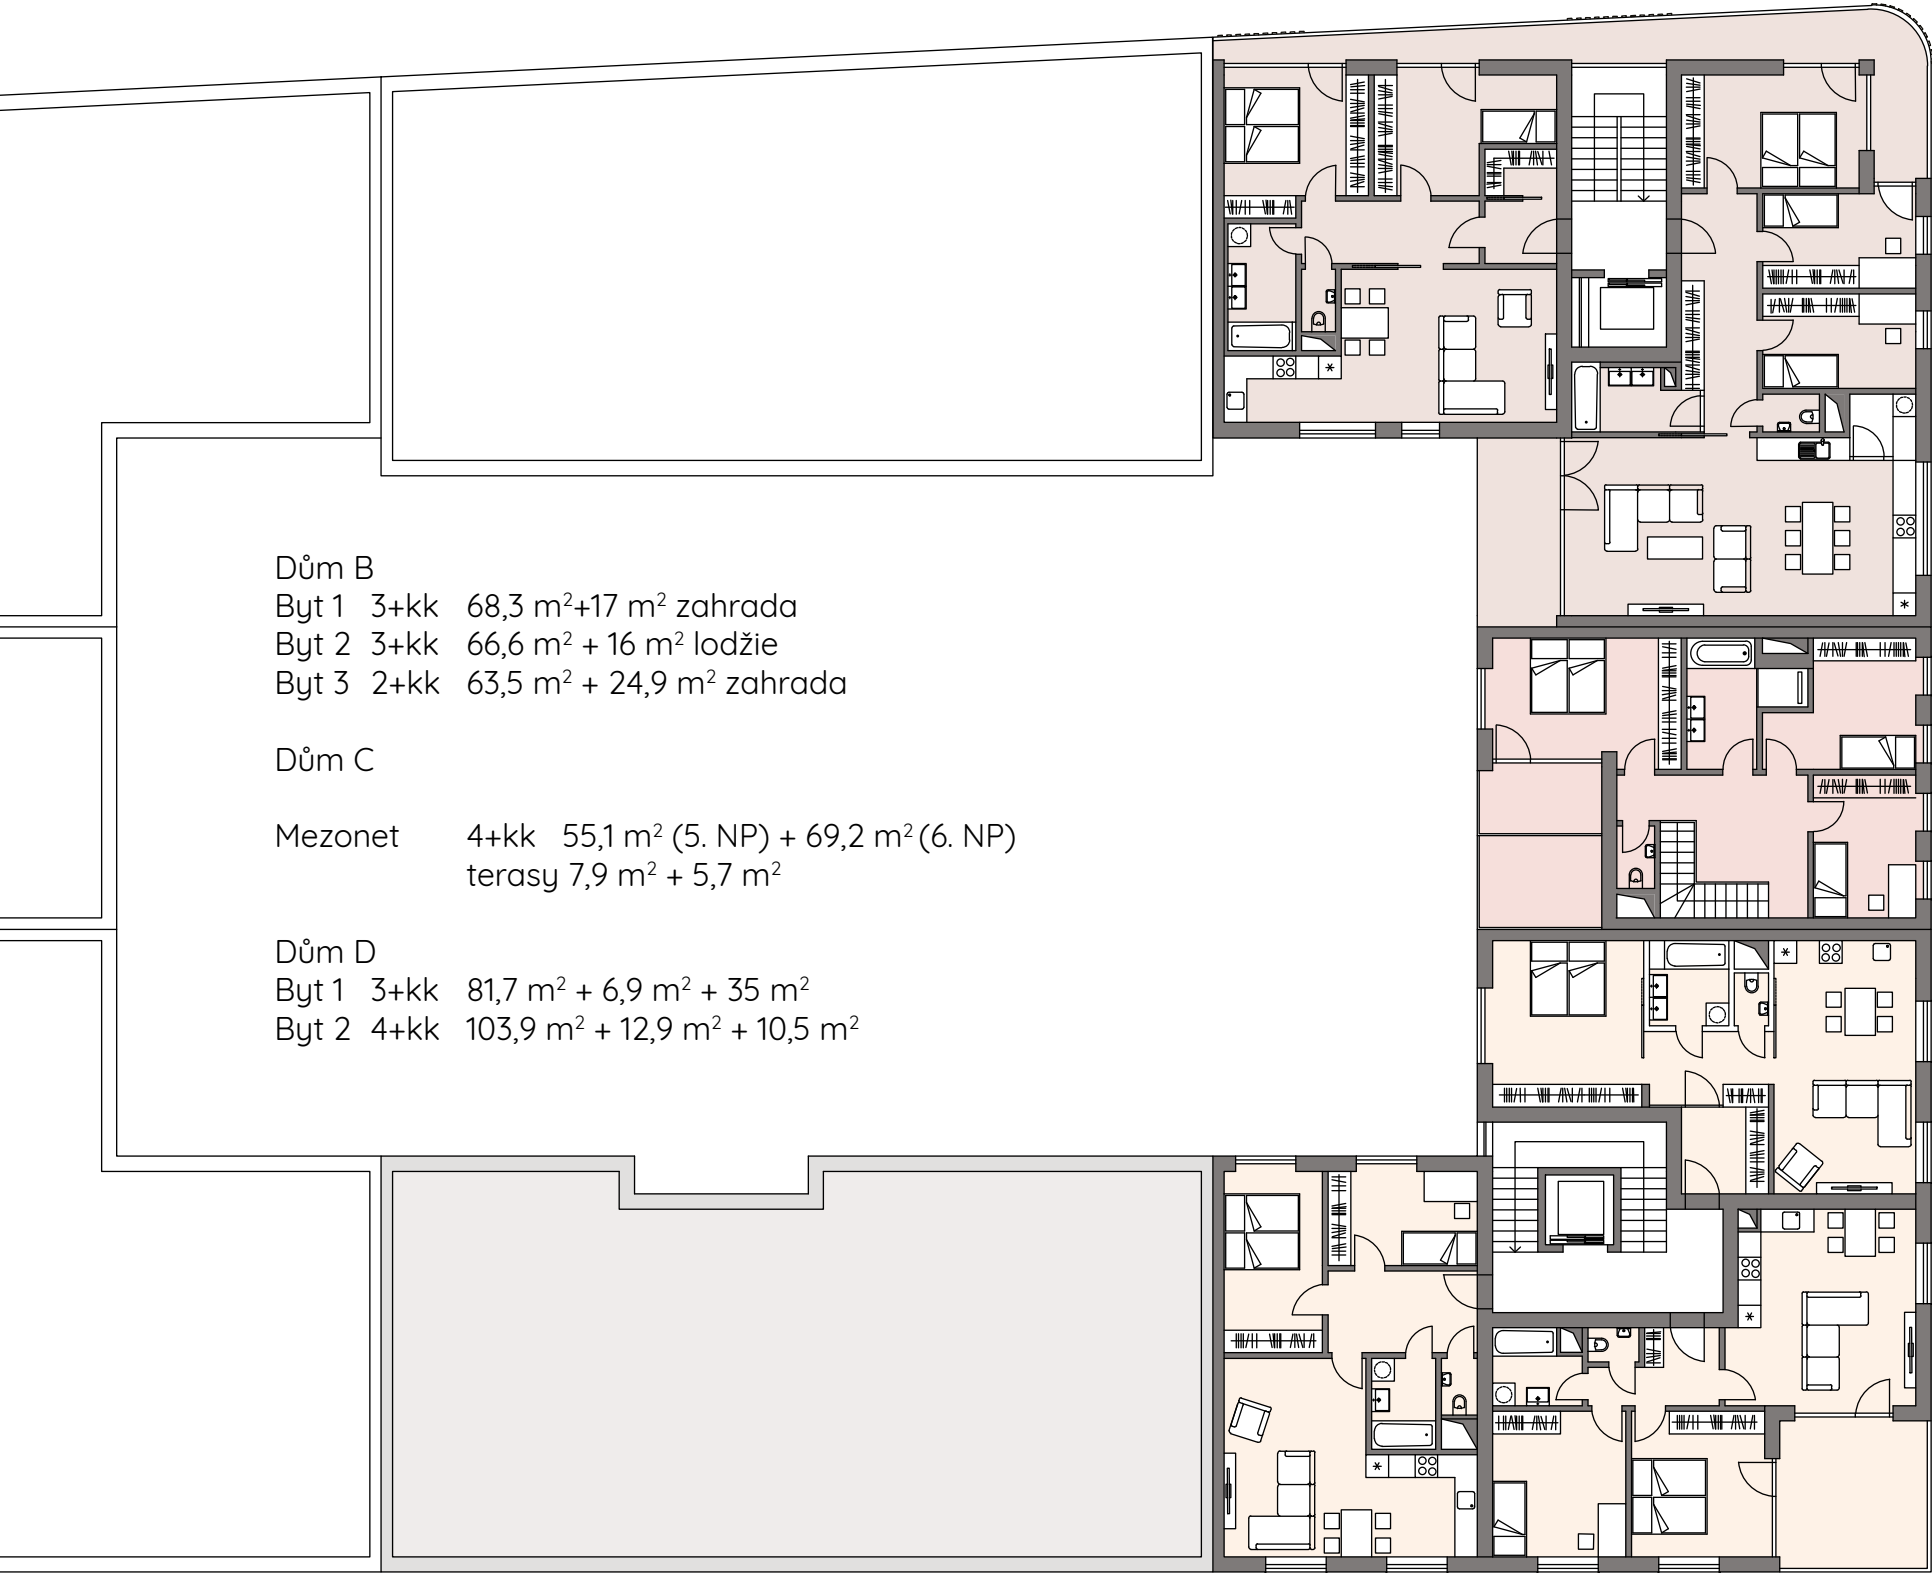 Dům B
Byt 1 3+kk 68,3 m²+17 m² zahrada
Byt 2 3+kk 66,6 m² + 16 m² lodžie
Byt 3 2+kk 63,5 m² + 24,9 m² zahrada
Dům C
Mezonet 4+kk 55,1 m² (5. NP) + 69,2 m² (6. NP)
terasy 7,9 m² + 5,7 m²
Dům D
Byt 1 3+kk 81,7 m² + 6,9 m² + 35 m²
Byt 2 4+kk 103,9 m² + 12,9 m² + 10,5 m²